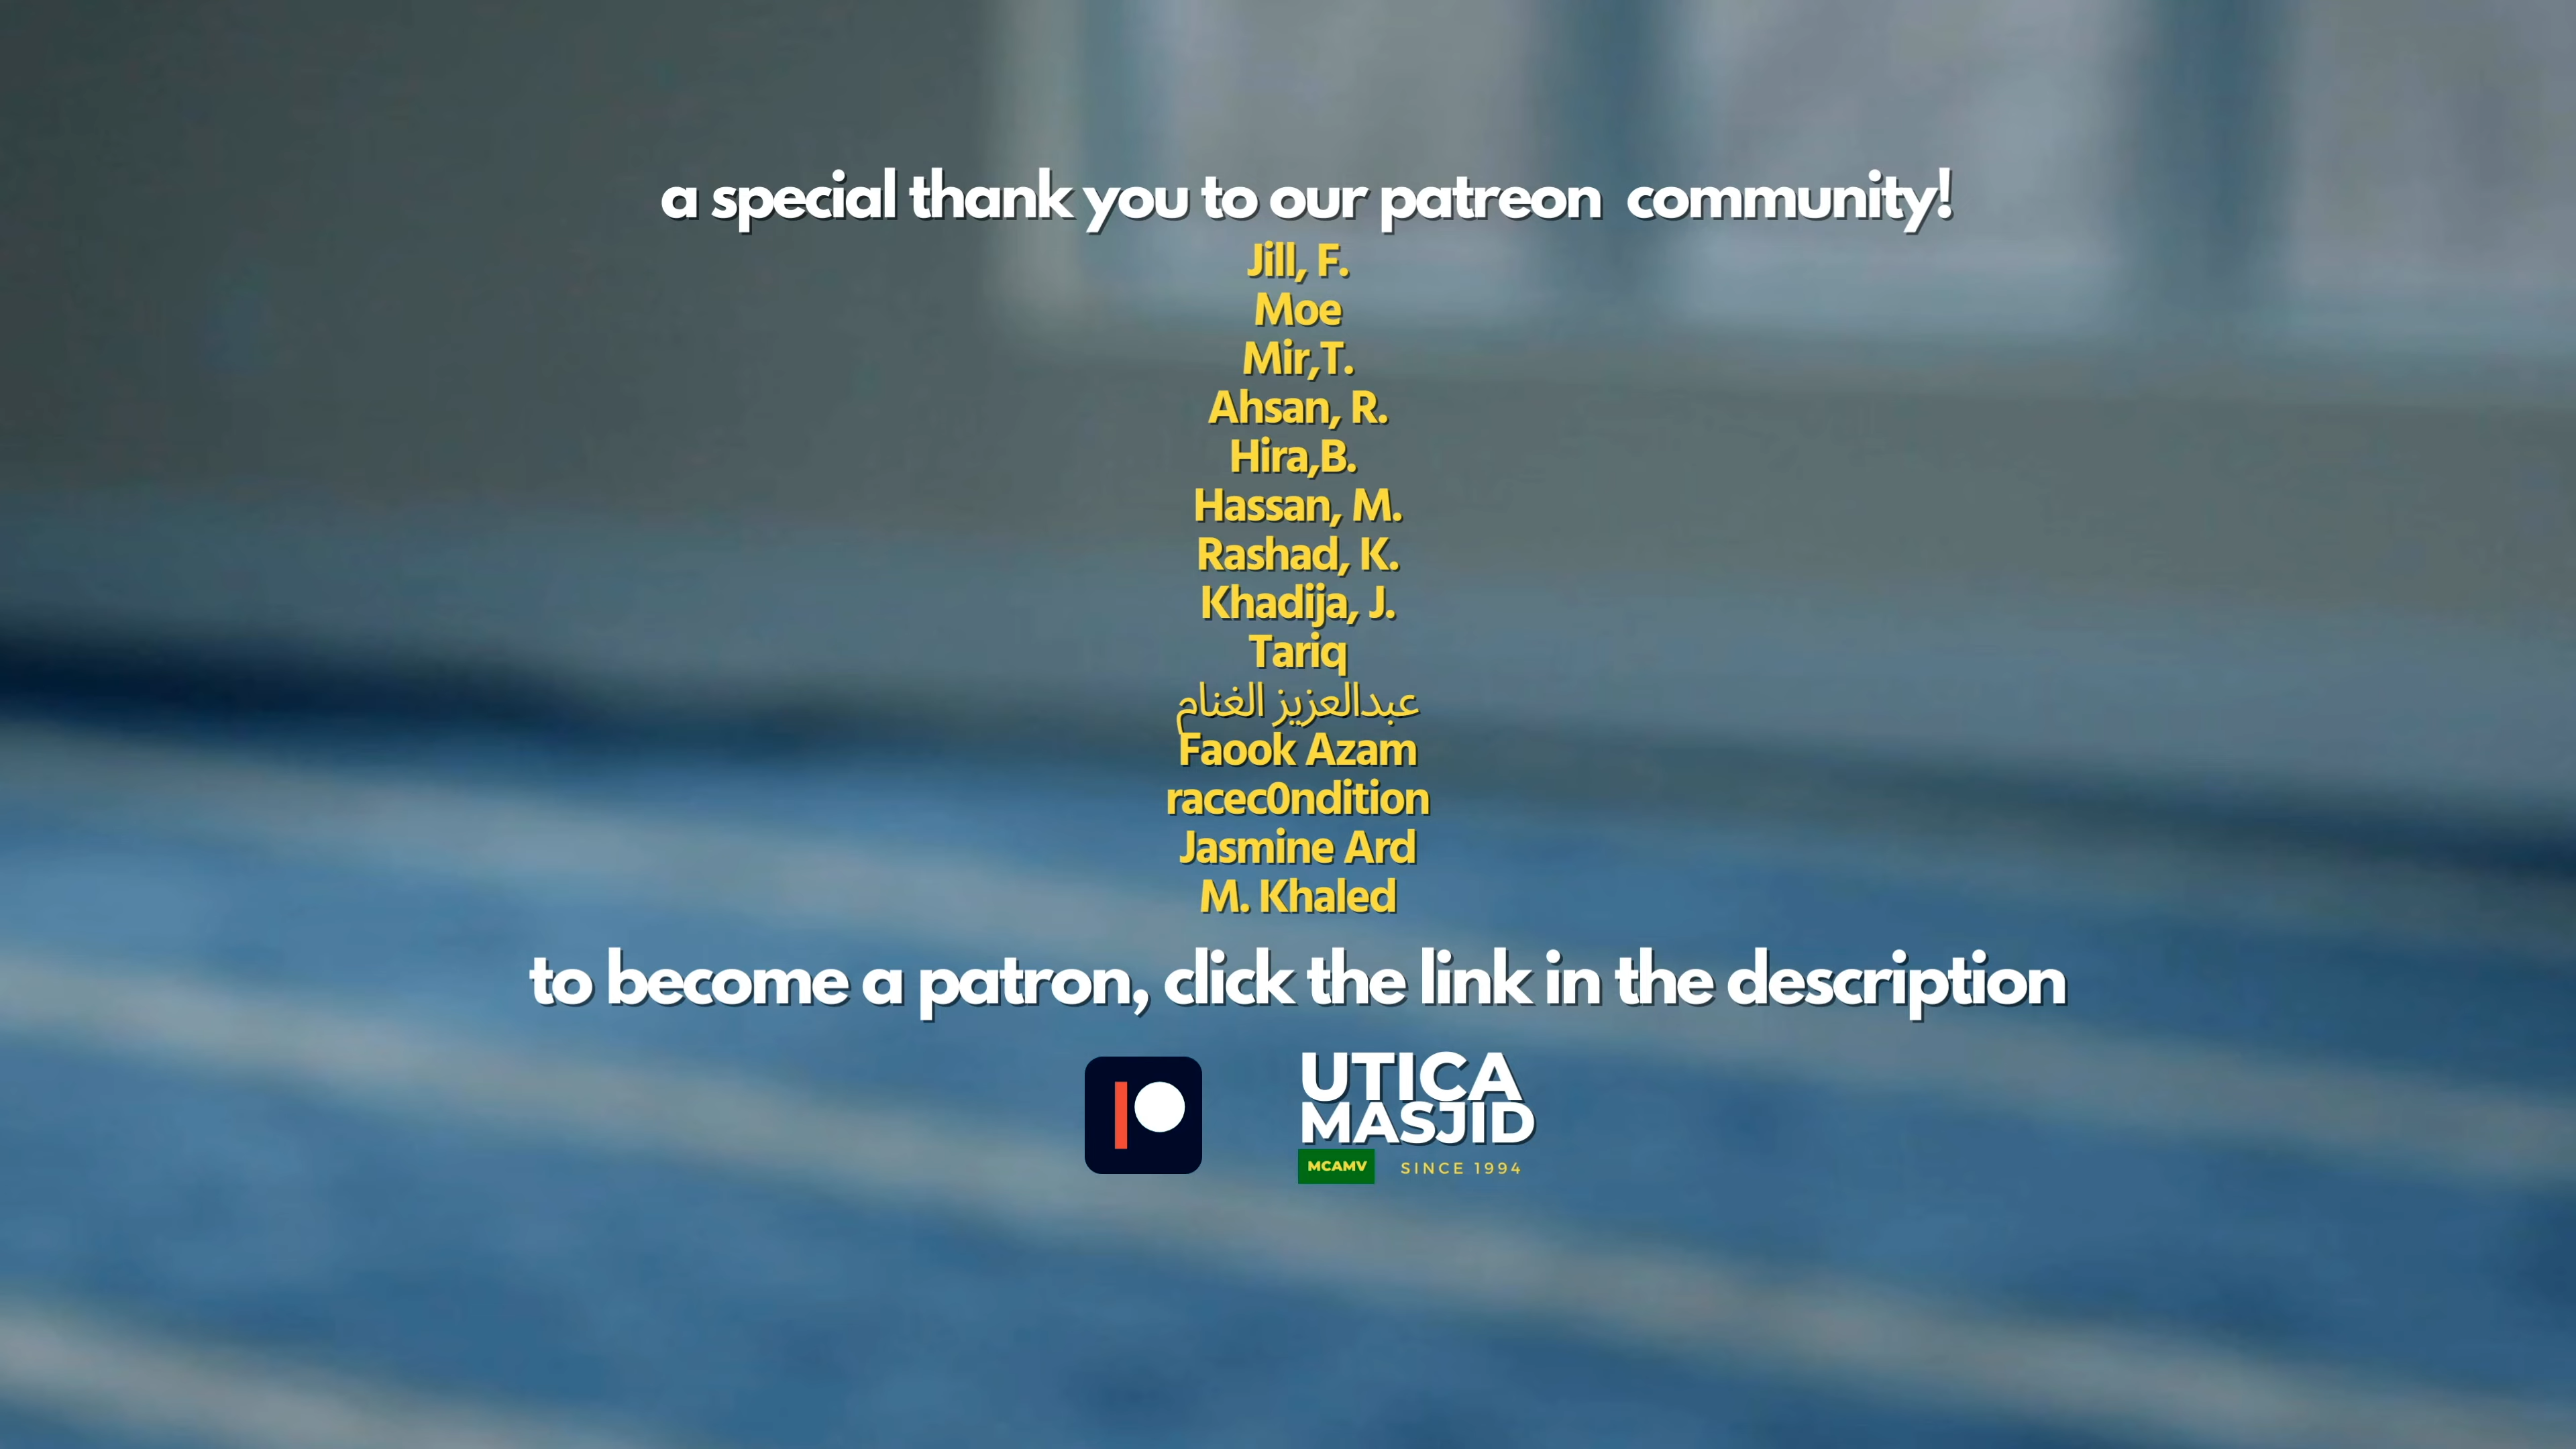 a special thank you to our patreon community!
Jill, F.
Moe
Mir,T.
Ahsan, R.
Hira,B.
Hassan, M.
Rashad, K.
Khadija, J.
Tariq
عبدالعزيز الغنام
Faook Azam
racec0ndition
Jasmine Ard
M. Khaled
to become a patron, click the link in the description
UTICA
MASJID
MCAMV SINCE 1994